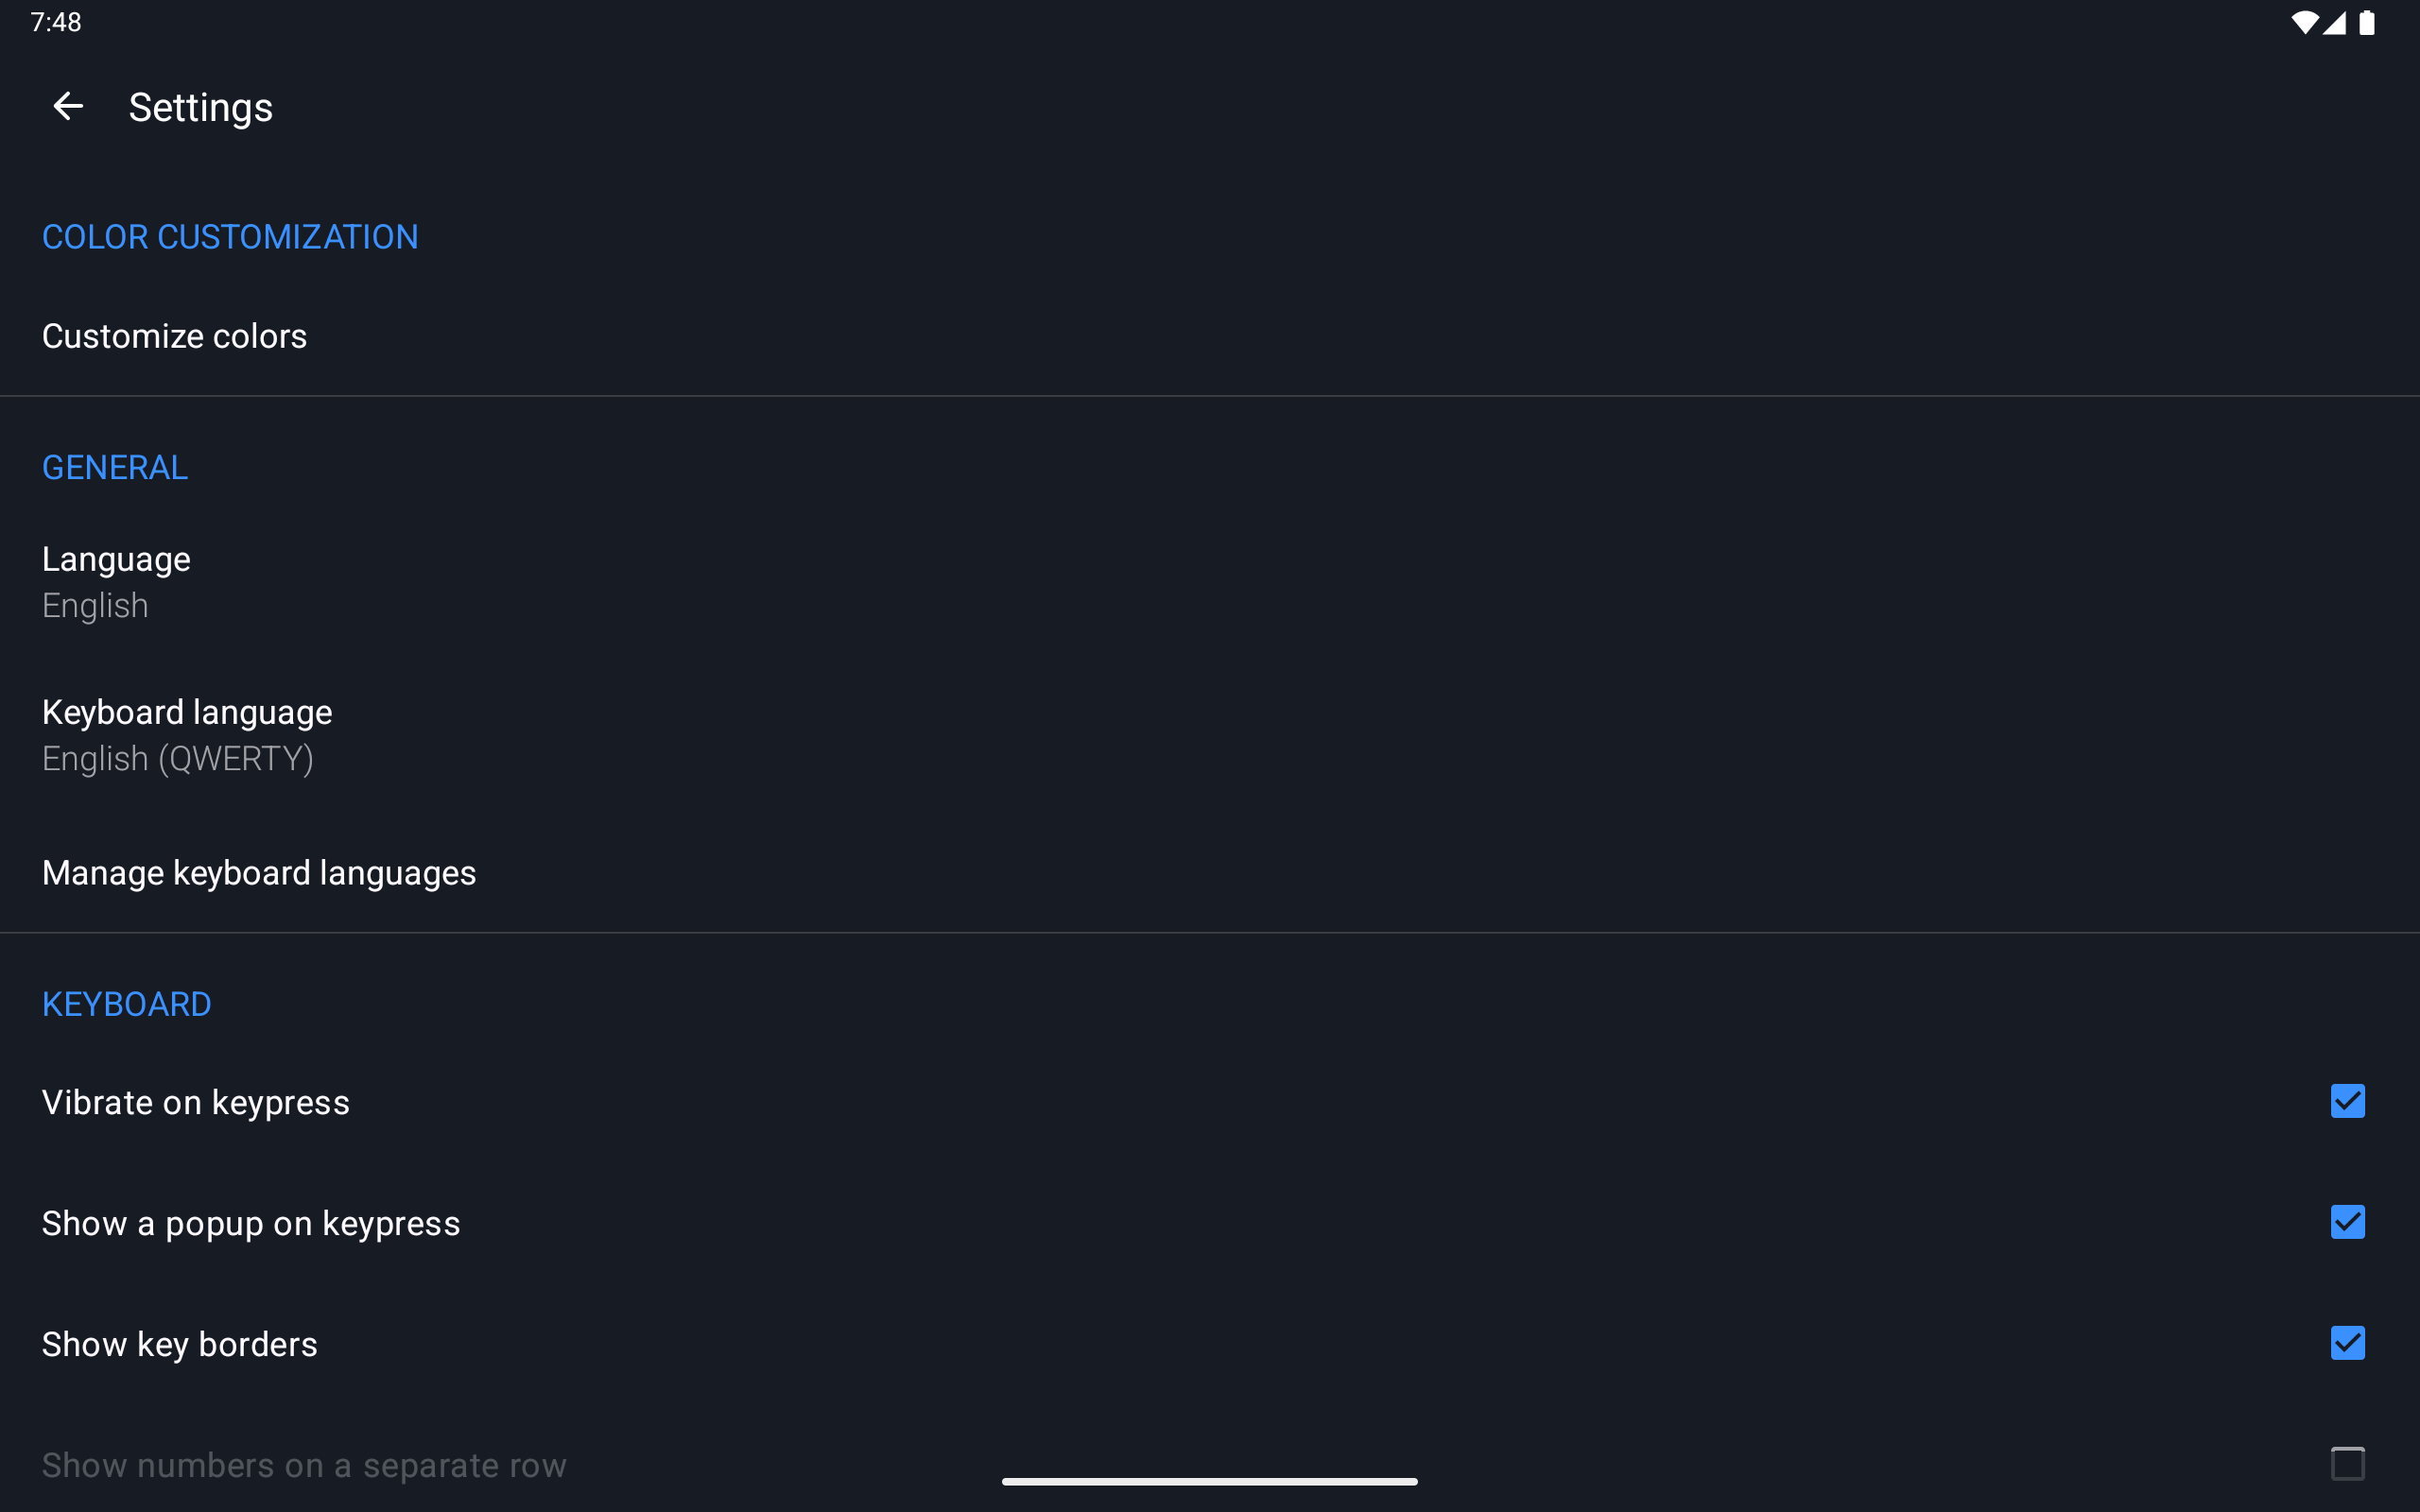 7:48
Settings
COLOR CUSTOMIZATION
Customize colors
GENERAL
Language
English
Keyboard language
English (QWERTY)
Manage keyboard languages
KEYBOARD
Vibrate on keypress
Show a popup on keypress
Show key borders
Show numbers on a separate row